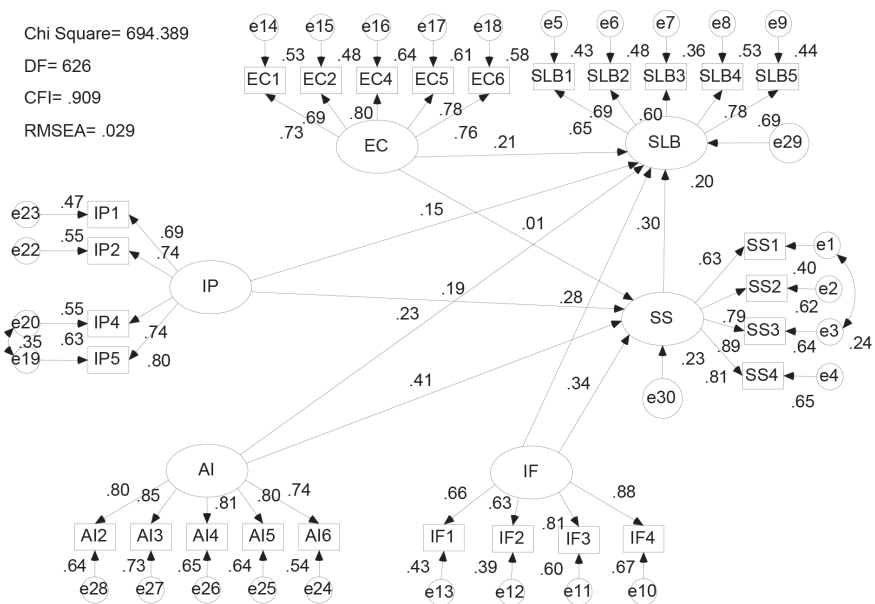 Chi Square= 694.389
DF= 626
CFI= .909
RMSEA= .029
e14 e15 e16 e17 e18
.53 .48 .64 .61 .58
EC1 EC2 EC4 EC5 EC6
.73 .69 .80 .76 .78
EC
e5 e6 e7 e8 e9
.43 .48 .36 .53 .44
SLB1 SLB2 SLB3 SLB4 SLB5
.65 .69 .60 .78 .69
SLB
e29
.20
.21
.15
.01
.30
e23 .47 IP1 .69
e22 .55 IP2 .74
IP
e20 .55 IP4 .74
.35
e19 .63 IP5 .80
.19
.28
.23
.41
.34
SS
.63 SS1 e1
.40
SS2 e2
.79 .62
SS3 e3
.89 .64
.24
.23
.81 SS4 e4
.65
e30
AI
.80 .85 .81 .80 .74
AI2 AI3 AI4 AI5 AI6
.64 .73 .65 .64 .54
e28 e27 e26 e25 e24
IF
.66 .63 .81 .88
IF1 IF2 IF3 IF4
.43 .39 .60 .67
e13 e12 e11 e10